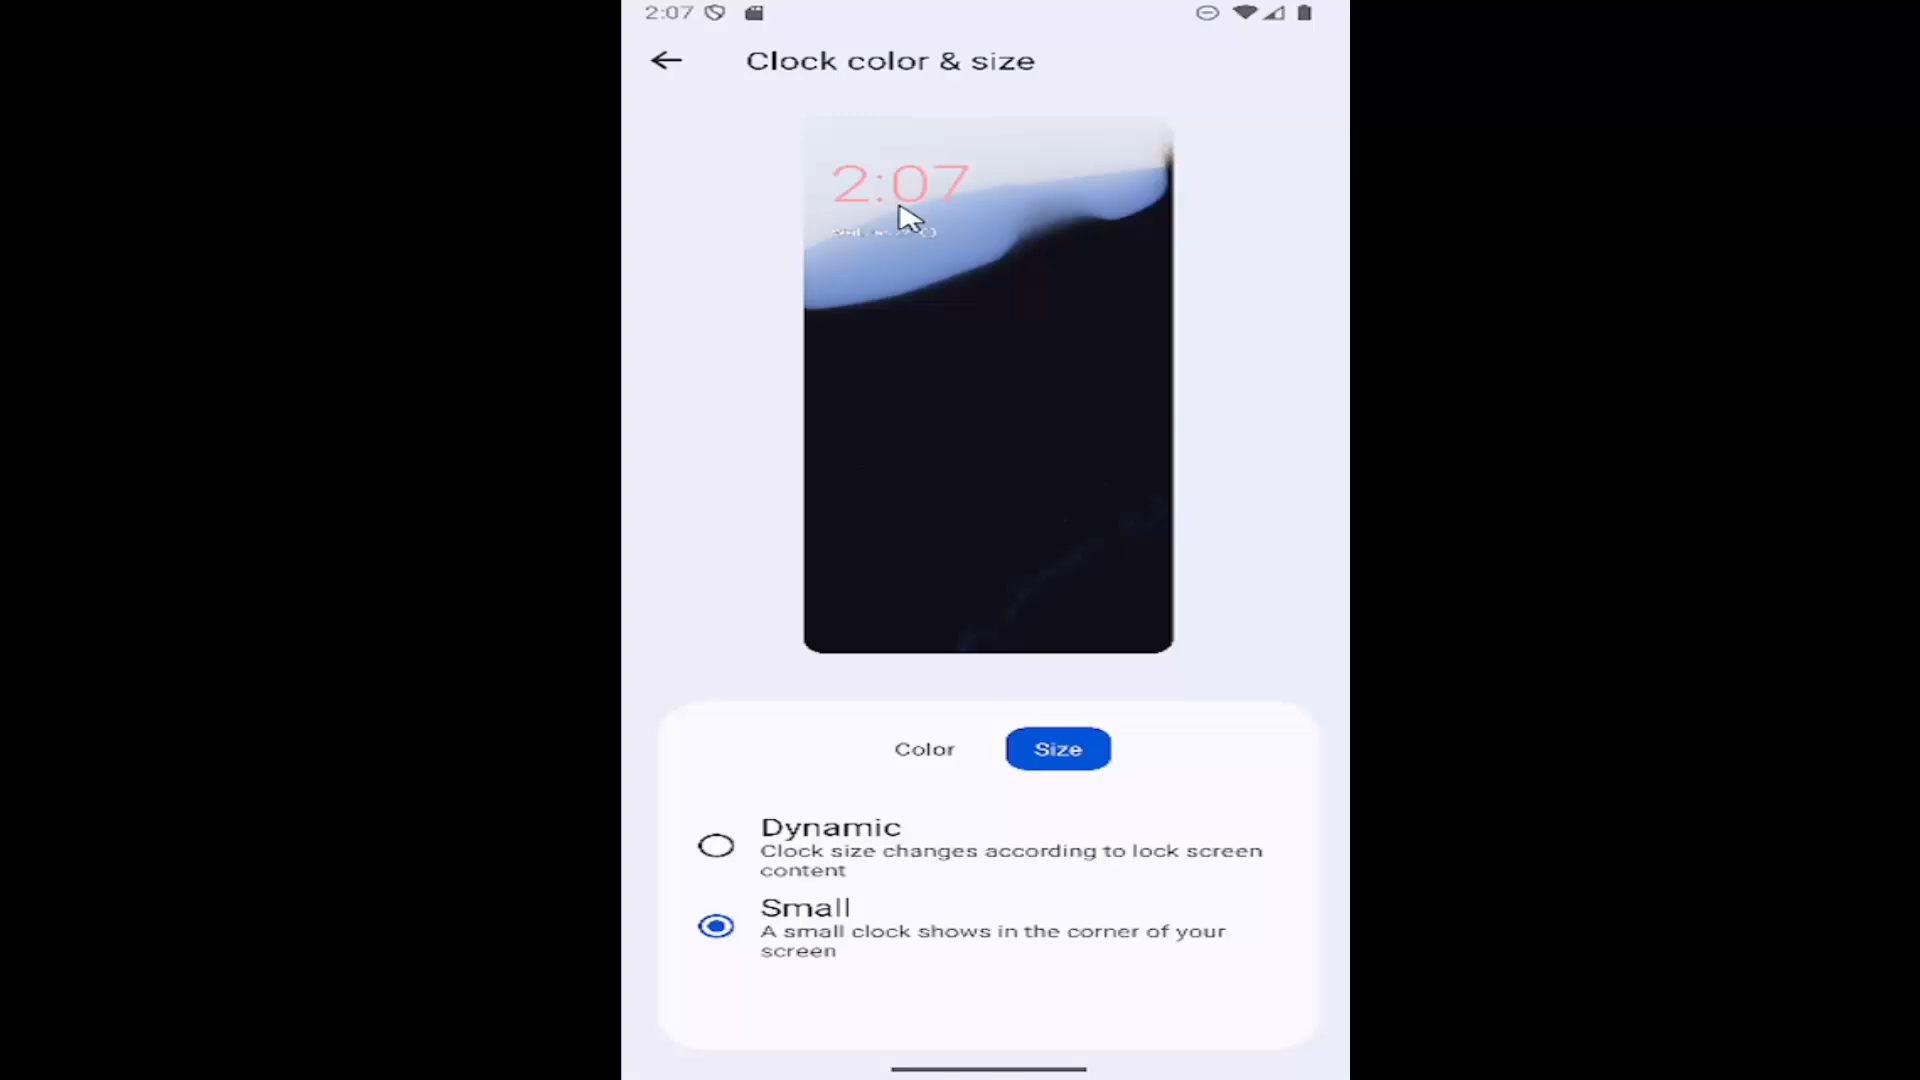 2:07
Clock color & size
2:07
Color
Size
Dynamic
Clock size changes according to lock screen
content
Small
A small clock shows in the corner of your
screen